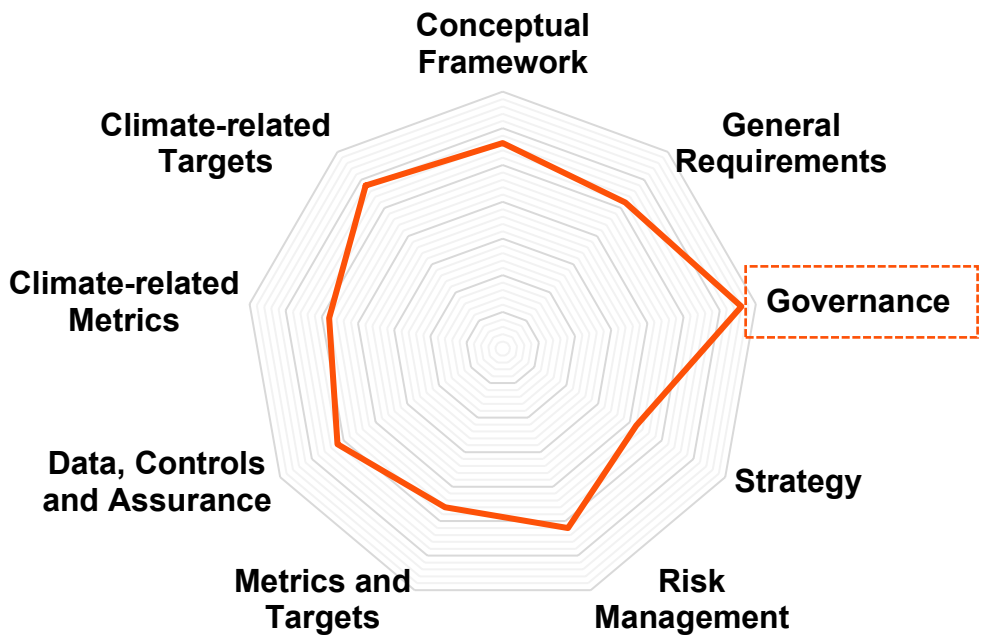 Conceptual
Framework
General
Requirements
Governance
Strategy
Risk
Management
Metrics and
Targets
Data, Controls
and Assurance
Climate-related
Metrics
Climate-related
Targets